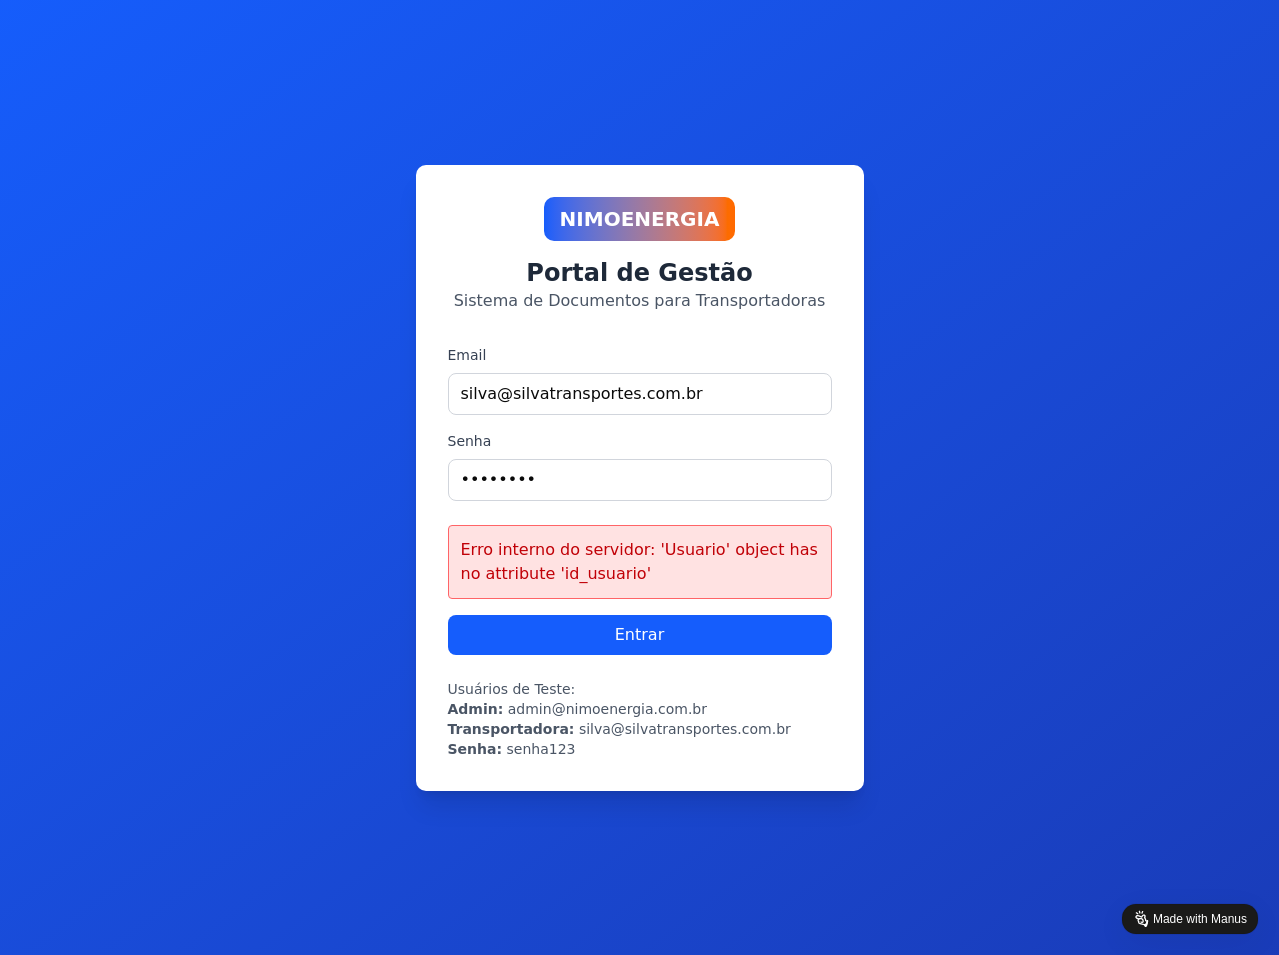 NIMOENERGIA
Portal de Gestão
Sistema de Documentos para Transportadoras
Email
silva@silvatransportes.com.br
Senha
••••••••
Erro interno do servidor: 'Usuario' object has
no attribute 'id_usuario'
Entrar
Usuários de Teste:
Admin: admin@nimoenergia.com.br
Transportadora: silva@silvatransportes.com.br
Senha: senha123
Made with Manus